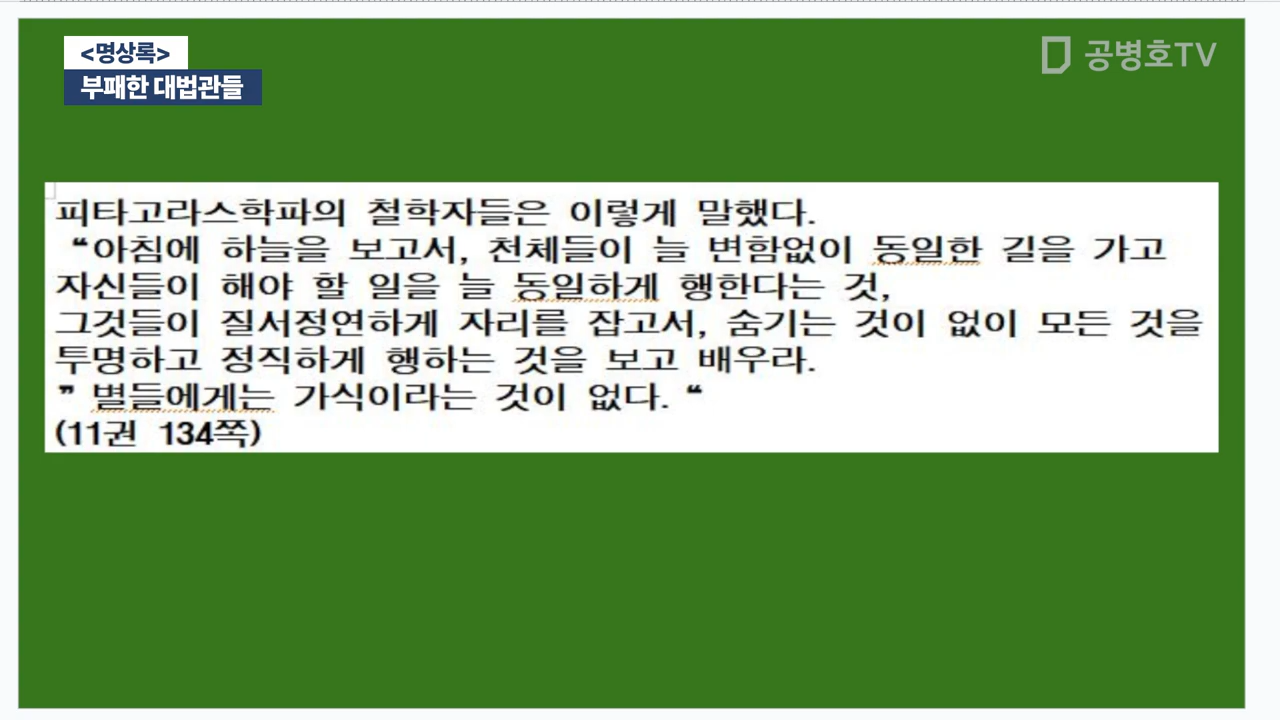 <명상록>
부패한 대법관들
공병호TV
피타고라스학파의 철학자들은 이렇게 말했다.
“아침에 하늘을 보고서, 천체들이 늘 변함없이 동일한 길을 가고
자신들이 해야 할 일을 늘 동일하게 행한다는 것,
그것들이 질서정연하게 자리를 잡고서, 숨기는 것이 없이 모든 것을
투명하고 정직하게 행하는 것을 보고 배우라.
” 별들에게는 가식이라는 것이 없다. “
(11권 134쪽)